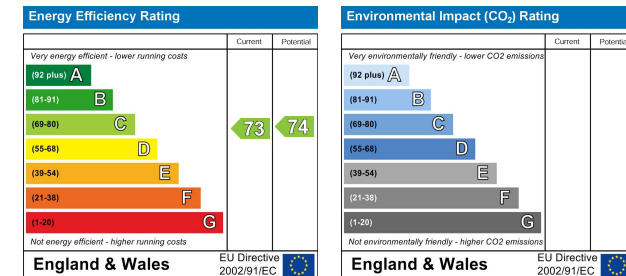 Energy Efficiency Rating
Current Potential
Very energy efficient - lower running costs
(92 plus) A
(81-91) B
(69-80) C
73 74
(55-68) D
(39-54) E
(21-38) F
(1-20) G
Not energy efficient - higher running costs
England & Wales
EU Directive
2002/91/EC
Environmental Impact (CO₂) Rating
Current Potential
Very environmentally friendly - lower CO2 emissions
(92 plus) A
(81-91) B
(69-80) C
(55-68) D
(39-54) E
(21-38) F
(1-20) G
Not environmentally friendly - higher CO2 emissions
England & Wales
EU Directive
2002/91/EC